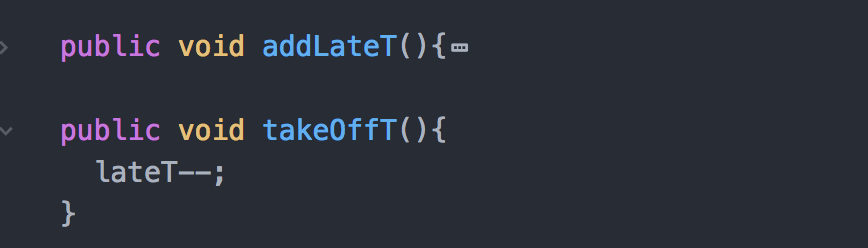 public void addLateT(){…
public void takeOffT(){
lateT--;
}